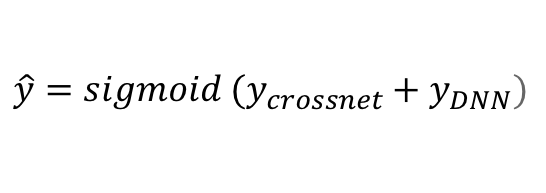 ŷ = sigmoid (y_crossnet + y_DNN)